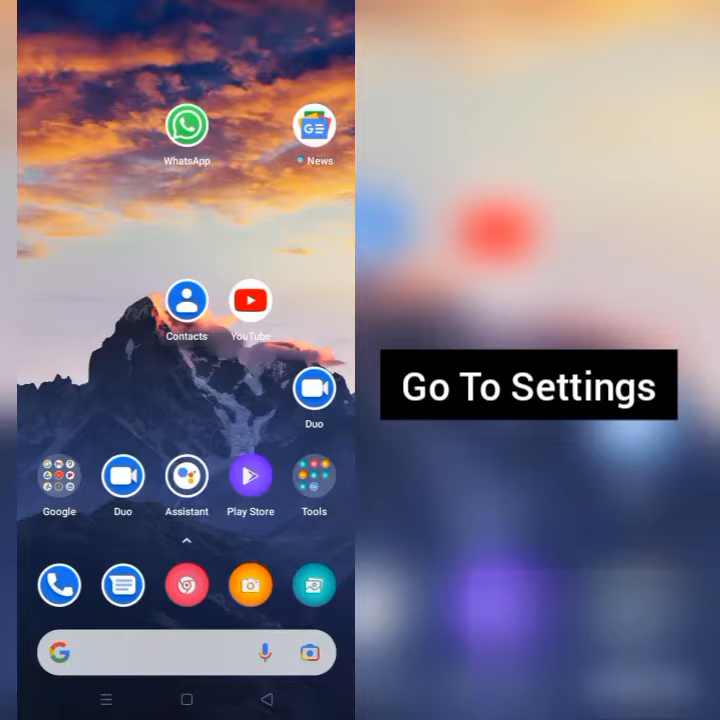 WhatsApp
News
Contacts
YouTube
Duo
Google
Duo
Assistant
Play Store
Tools
Go To Settings